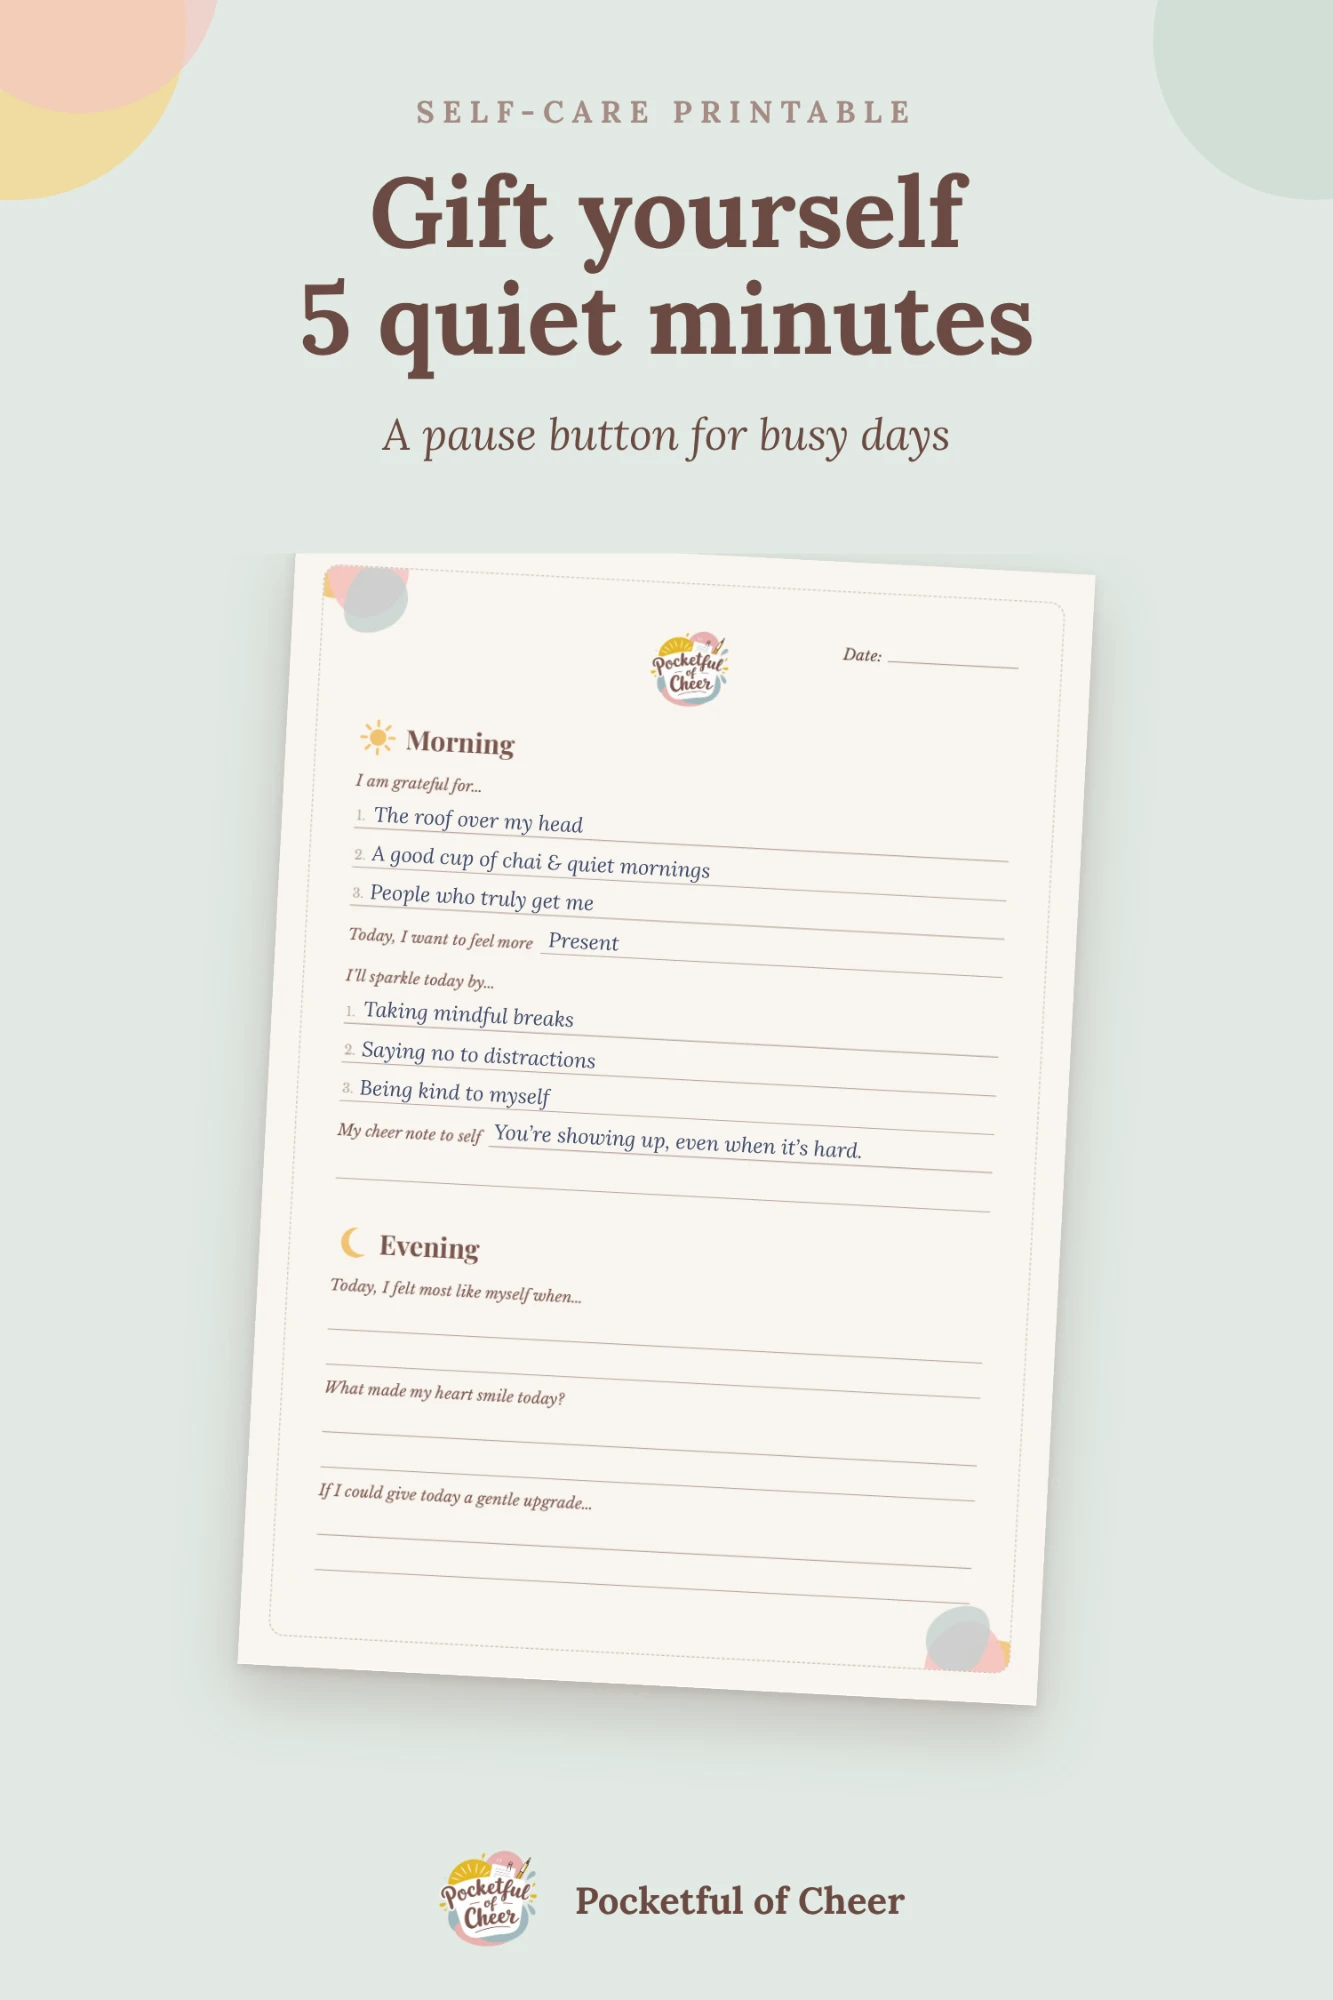 SELF-CARE PRINTABLE
Gift yourself
5 quiet minutes
A pause button for busy days
Pocketful
of
Cheer
Date:
Morning
I am grateful for...
1. The roof over my head
2. A good cup of chai & quiet mornings
3. People who truly get me
Today, I want to feel more Present
I'll sparkle today by...
1. Taking mindful breaks
2. Saying no to distractions
3. Being kind to myself
My cheer note to self You're showing up, even when it's hard.
Evening
Today, I felt most like myself when...
What made my heart smile today?
If I could give today a gentle upgrade...
Pocketful
of
Cheer
Pocketful of Cheer